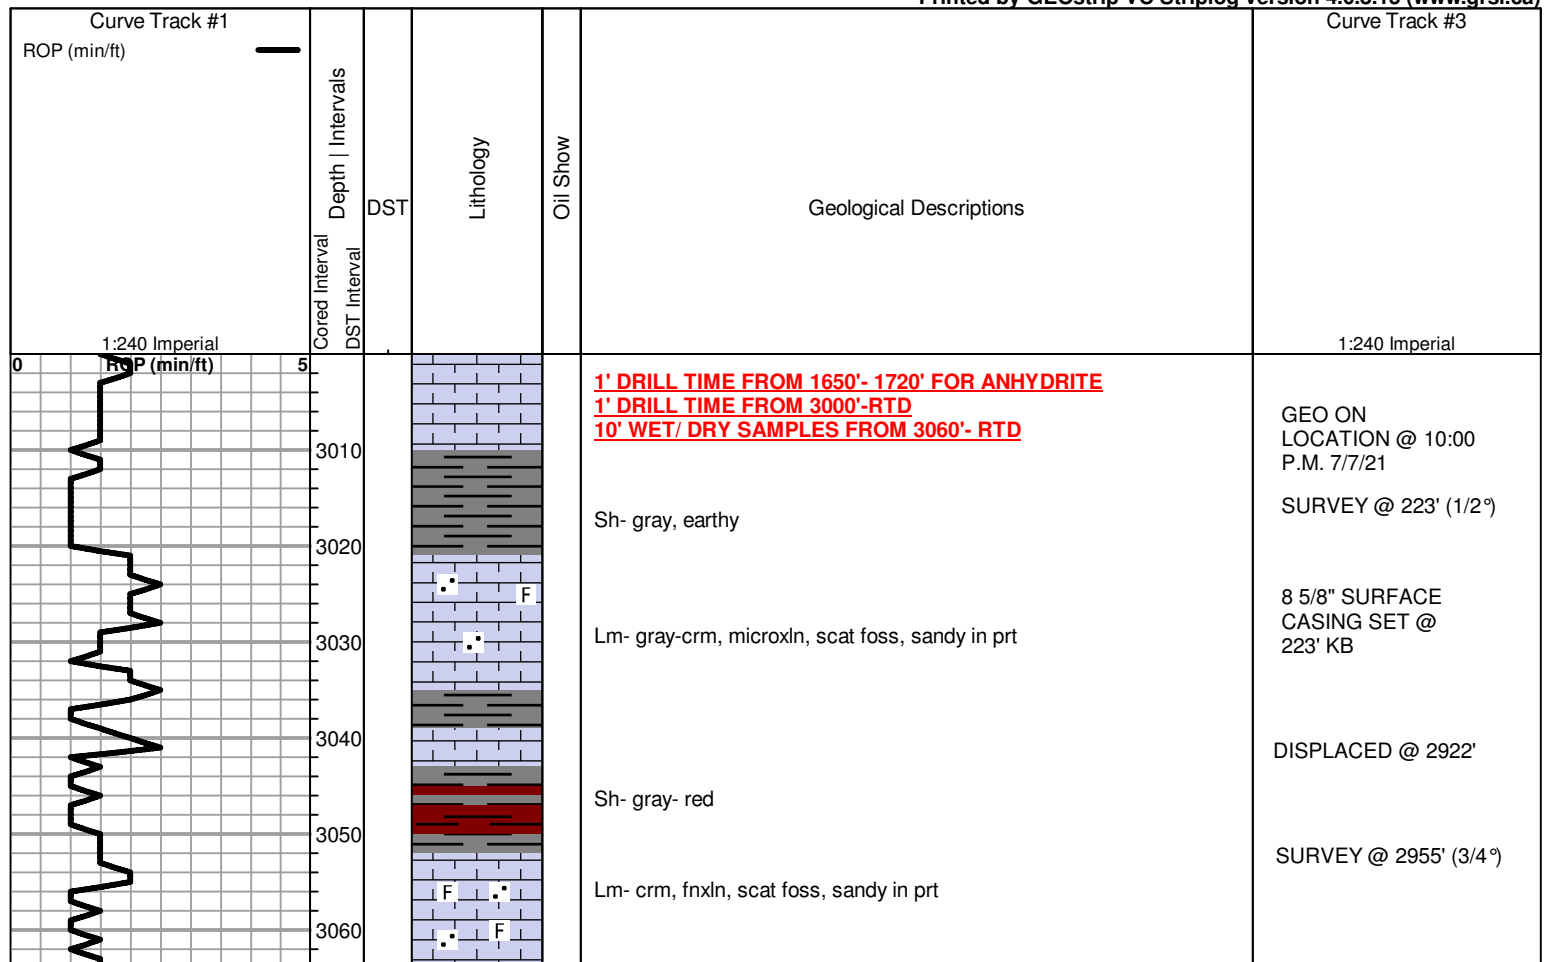 Curve Track #1
ROP (min/ft)
1:240 Imperial
Cored Interval
DST Interval
Depth | Intervals
DST
Lithology
Oil Show
Geological Descriptions
Curve Track #3
1:240 Imperial
0 ROP (min/ft) 5
1' DRILL TIME FROM 1650'- 1720' FOR ANHYDRITE
1' DRILL TIME FROM 3000'-RTD
10' WET/ DRY SAMPLES FROM 3060'- RTD
GEO ON
LOCATION @ 10:00
P.M. 7/7/21
3010
SURVEY @ 223' (1/2°)
Sh- gray, earthy
3020
F
8 5/8" SURFACE
CASING SET @
223' KB
3030
Lm- gray-crm, microxln, scat foss, sandy in prt
3040
DISPLACED @ 2922'
Sh- gray- red
3050
SURVEY @ 2955' (3/4°)
F
Lm- crm, fnxln, scat foss, sandy in prt
3060
F